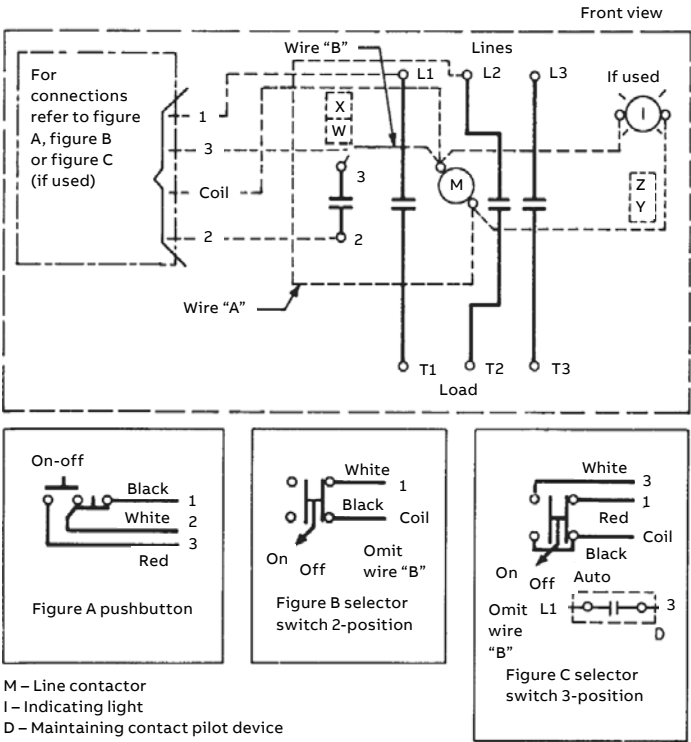 Front view
For
connections
refer to figure
A, figure B
or figure C
(if used)
1
3
Coil
2
Wire “B”
Lines
L1
L2
L3
If used
I
X
W
3
2
M
Z
Y
Wire “A”
T1
T2
T3
Load
On-off
Black
1
White
2
3
Red
Figure A pushbutton
White
1
Black
Coil
On
Off
Omit
wire “B”
Figure B selector
switch 2-position
White
3
1
Red
Coil
Black
On
Off
Auto
Omit
wire
“B”
L1
3
D
Figure C selector
switch 3-position
M – Line contactor
I – Indicating light
D – Maintaining contact pilot device